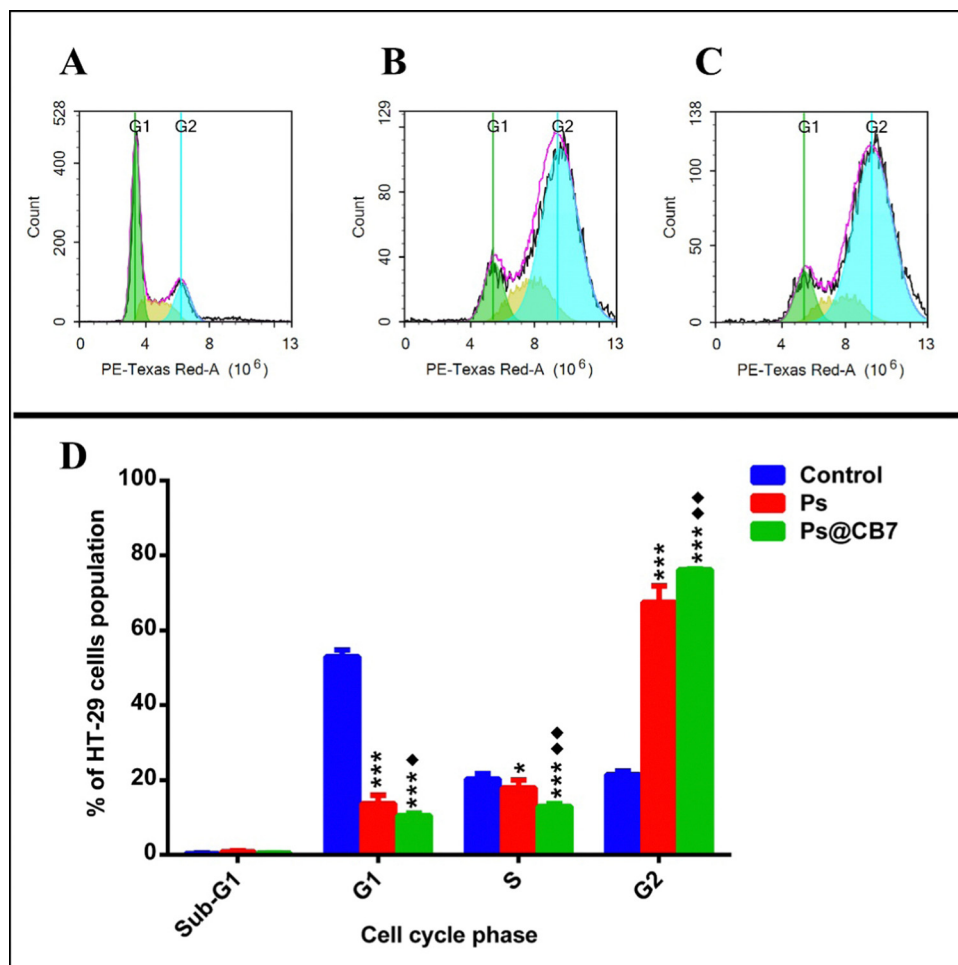 A
B
C
528
400
200
0
Count
G1
G2
0
4
8
13
PE-Texas Red-A (10⁶)
129
80
40
0
Count
G1
G2
0
4
8
13
PE-Texas Red-A (10⁶)
138
100
50
0
Count
G1
G2
0
4
8
13
PE-Texas Red-A (10⁶)
D
100
80
60
40
20
0
% of HT-29 cellls population
Control
Ps
Ps@CB7
***
***◆
*
***◆◆
***
***◆◆
Sub-G1
G1
S
G2
Cell cycle phase